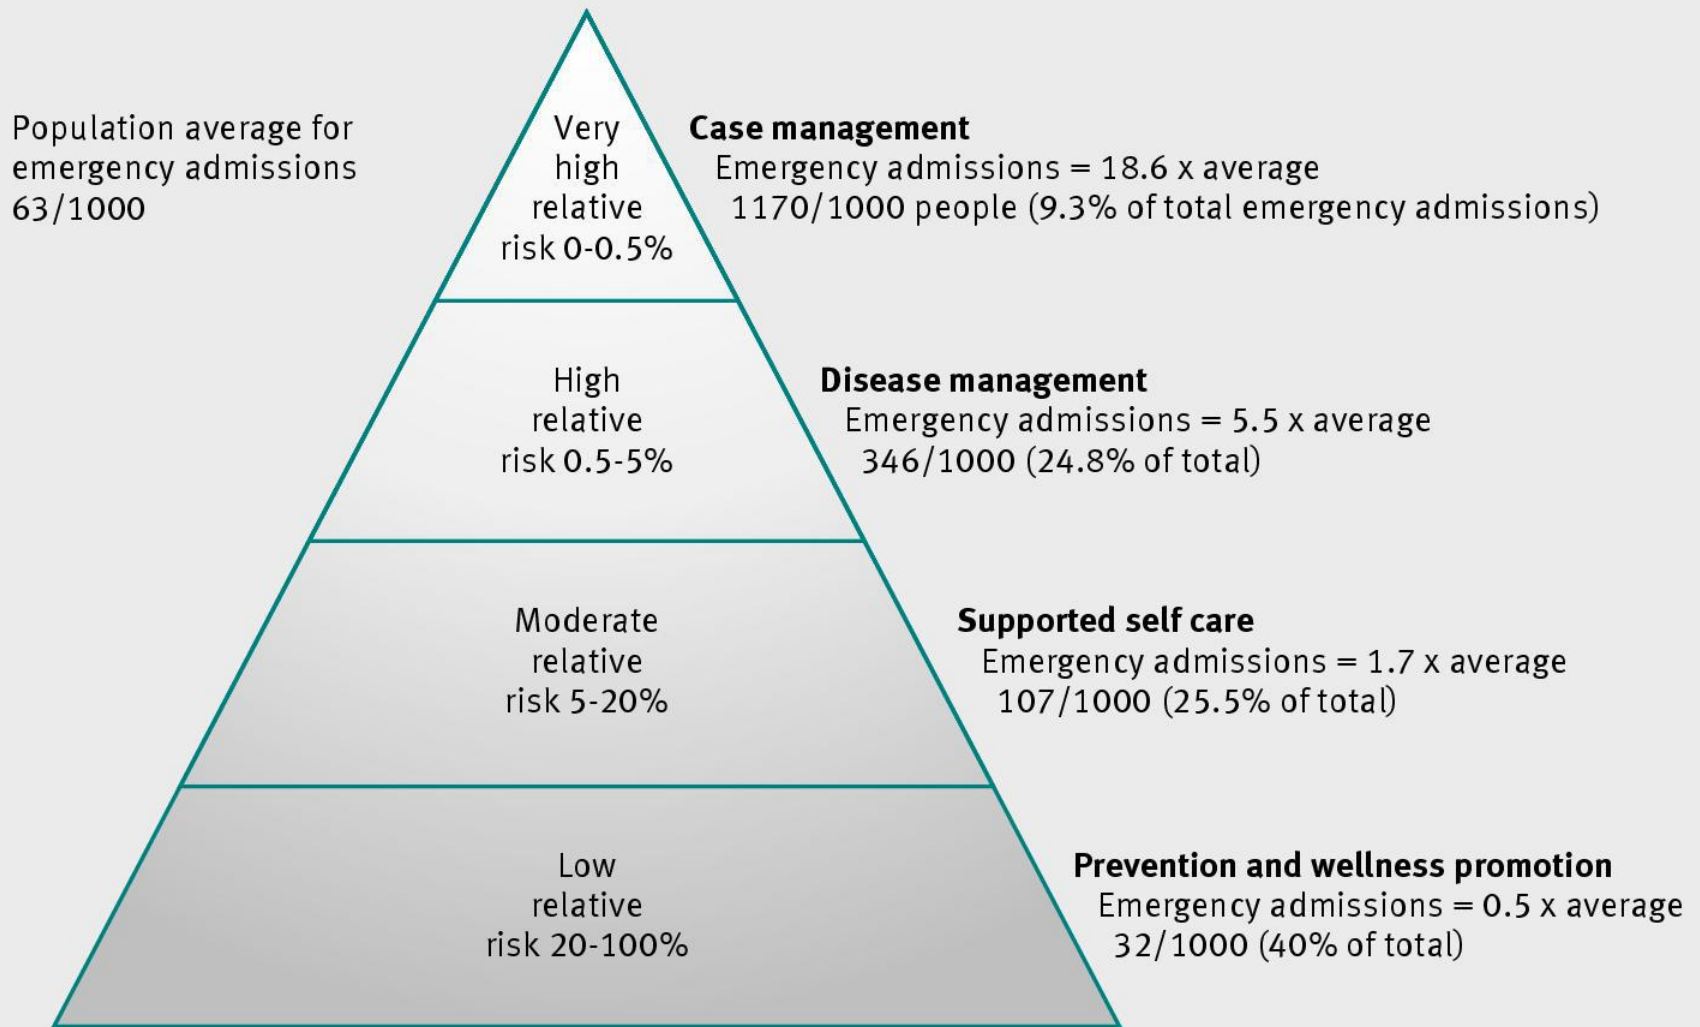 Population average for
emergency admissions
63/1000
Very
high
relative
risk 0-0.5%
Case management
Emergency admissions = 18.6 x average
1170/1000 people (9.3% of total emergency admissions)
High
relative
risk 0.5-5%
Disease management
Emergency admissions = 5.5 x average
346/1000 (24.8% of total)
Moderate
relative
risk 5-20%
Supported self care
Emergency admissions = 1.7 x average
107/1000 (25.5% of total)
Low
relative
risk 20-100%
Prevention and wellness promotion
Emergency admissions = 0.5 x average
32/1000 (40% of total)